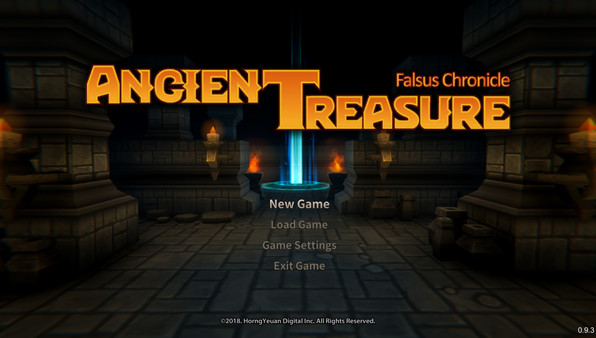 Falsus Chronicle
ANCIENT TREASURE
New Game
Load Game
Game Settings
Exit Game
©2018. HorngYeuan Digital Inc. All Rights Reserved.
0.9.3